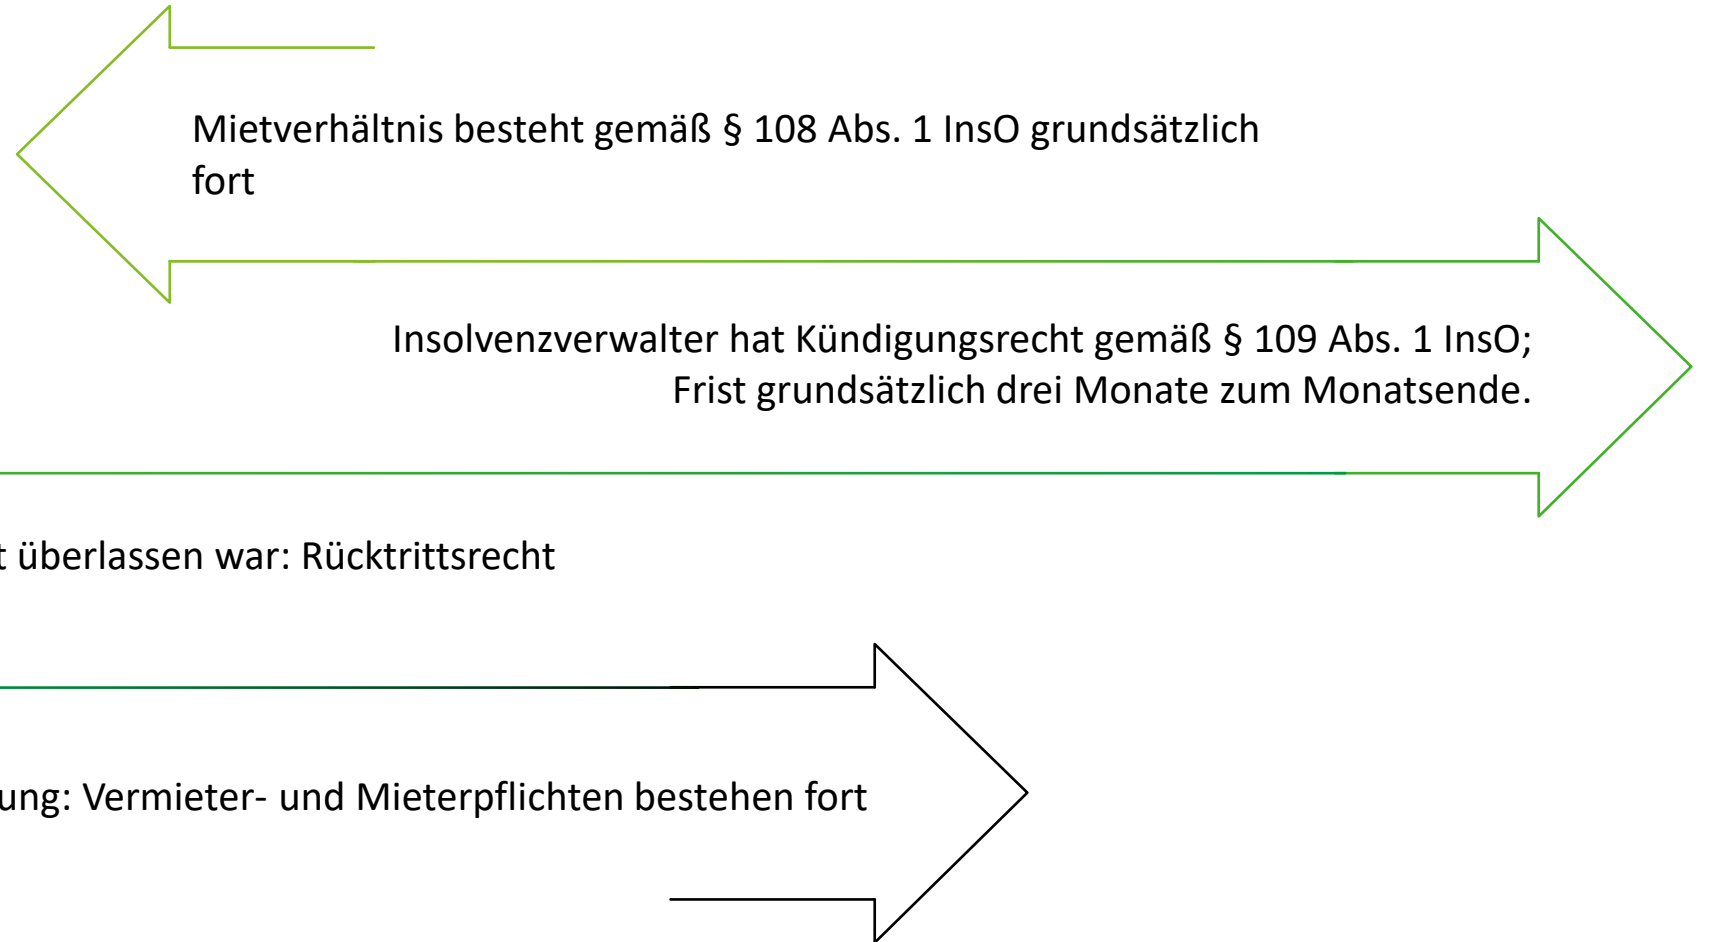 Mietverhältnis besteht gemäß § 108 Abs. 1 InsO grundsätzlich
fort
Insolvenzverwalter hat Kündigungsrecht gemäß § 109 Abs. 1 InsO;
Frist grundsätzlich drei Monate zum Monatsende.
t überlassen war: Rücktrittsrecht
ung: Vermieter- und Mieterpflichten bestehen fort